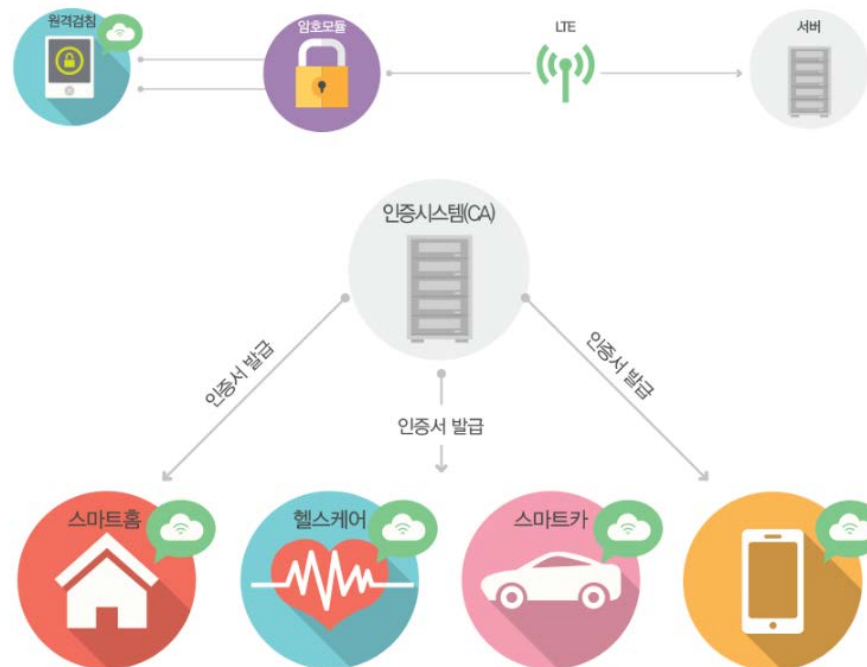 원격검침
암호모듈
LTE
서버
인증시스템(CA)
인증서 발급
인증서 발급
인증서 발급
스마트홈
헬스케어
스마트카